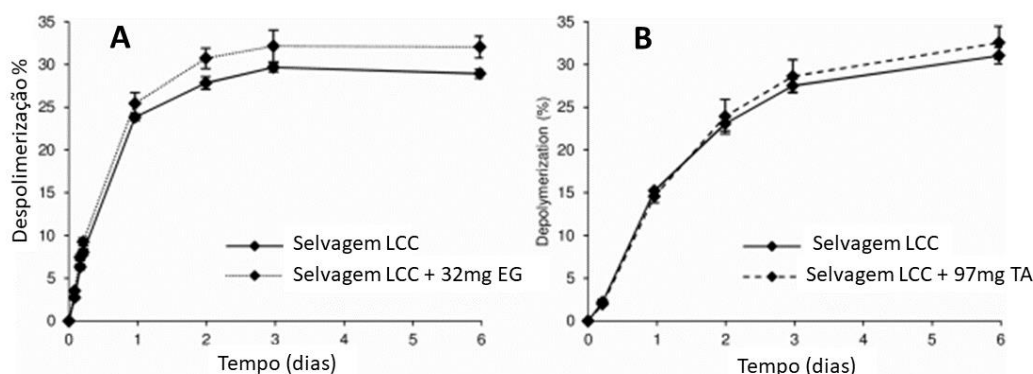 A
Despolimerização %
35
30
25
20
15
10
5
0
Selvagem LCC
Selvagem LCC + 32mg EG
0 1 2 3 4 5 6
Tempo (dias)
B
Depolymerization (%)
35
30
25
20
15
10
5
0
Selvagem LCC
Selvagem LCC + 97mg TA
0 1 2 3 4 5 6
Tempo (dias)